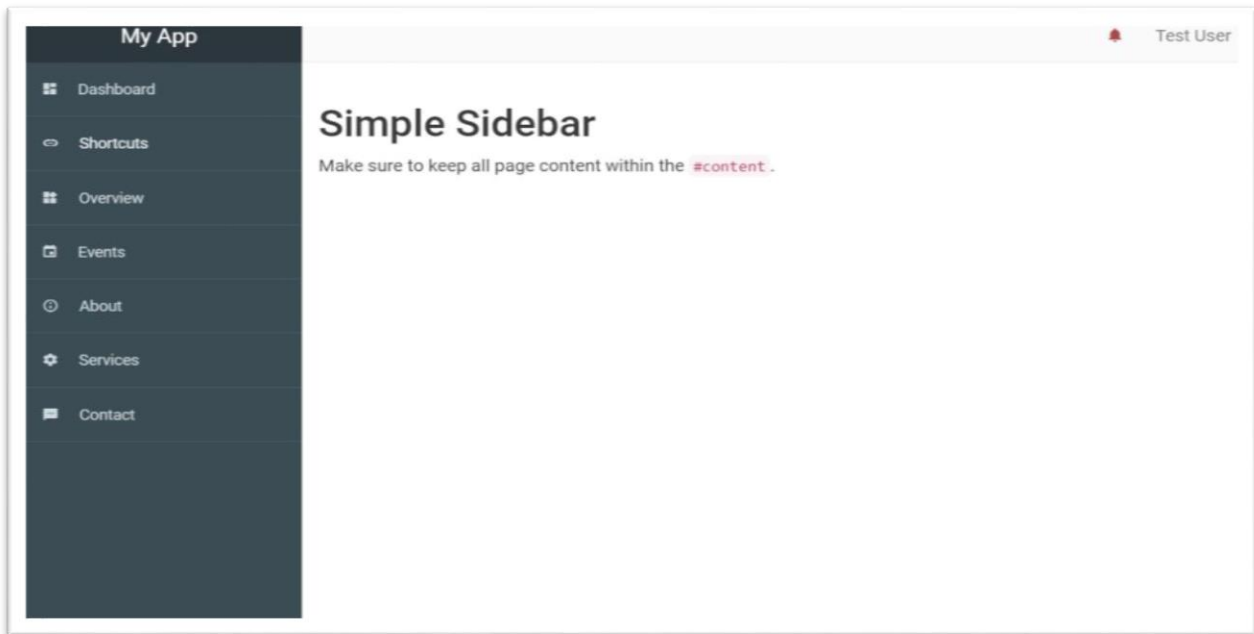 My App
Test User
Dashboard
Shortcuts
Overview
Events
About
Services
Contact
Simple Sidebar
Make sure to keep all page content within the #content.